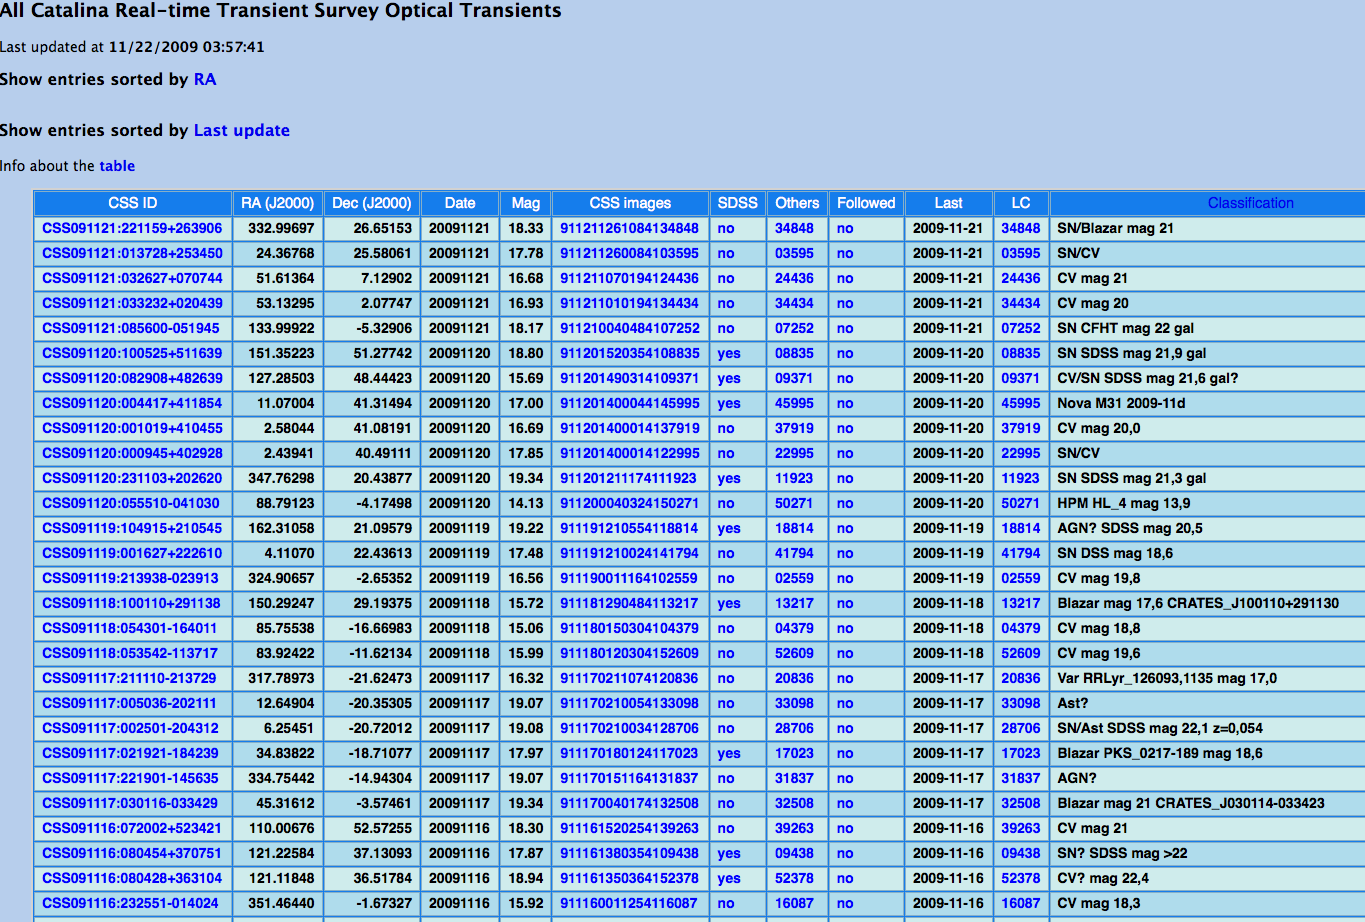 All Catalina Real-time Transient Survey Optical Transients
Last updated at 11/22/2009 03:57:41
Show entries sorted by RA
Show entries sorted by Last update
Info about the table
CSS ID RA (J2000) Dec (J2000) Date Mag CSS images SDSS Others Followed Last LC Classification
CSS091121:221159+263906 332.99697 26.65153 20091121 18.33 911211261084134848 no 34848 no 2009-11-21 34848 SN/Blazar mag 21
CSS091121:013728+253450 24.36768 25.58061 20091121 17.78 911211260084103595 no 03595 no 2009-11-21 03595 SN/CV
CSS091121:032627+070744 51.61364 7.12902 20091121 16.68 911211070194124436 no 24436 no 2009-11-21 24436 CV mag 21
CSS091121:033232+020439 53.13295 2.07747 20091121 16.93 911211010194134434 no 34434 no 2009-11-21 34434 CV mag 20
CSS091121:085600-051945 133.99922 -5.32906 20091121 18.17 911210040484107252 no 07252 no 2009-11-21 07252 SN CFHT mag 22 gal
CSS091120:100525+511639 151.35223 51.27742 20091120 18.80 911201520354108835 yes 08835 no 2009-11-20 08835 SN SDSS mag 21,9 gal
CSS091120:082908+482639 127.28503 48.44423 20091120 15.69 911201490314109371 yes 09371 no 2009-11-20 09371 CV/SN SDSS mag 21,6 gal?
CSS091120:004417+411854 11.07004 41.31494 20091120 17.00 911201400044145995 yes 45995 no 2009-11-20 45995 Nova M31 2009-11d
CSS091120:001019+410455 2.58044 41.08191 20091120 16.69 911201400014137919 no 37919 no 2009-11-20 37919 CV mag 20,0
CSS091120:000945+402928 2.43941 40.49111 20091120 17.85 911201400014122995 no 22995 no 2009-11-20 22995 SN/CV
CSS091120:231103+202620 347.76298 20.43877 20091120 19.34 911201211174111923 yes 11923 no 2009-11-20 11923 SN SDSS mag 21,3 gal
CSS091120:055510-041030 88.79123 -4.17498 20091120 14.13 911200040324150271 no 50271 no 2009-11-20 50271 HPM HL_4 mag 13,9
CSS091119:104915+210545 162.31058 21.09579 20091119 19.22 911191210554118814 yes 18814 no 2009-11-19 18814 AGN? SDSS mag 20,5
CSS091119:001627+222610 4.11070 22.43613 20091119 17.48 911191210024141794 no 41794 no 2009-11-19 41794 SN DSS mag 18,6
CSS091119:213938-023913 324.90657 -2.65352 20091119 16.56 911190011164102559 no 02559 no 2009-11-19 02559 CV mag 19,8
CSS091118:100110+291138 150.29247 29.19375 20091118 15.72 911181290484113217 yes 13217 no 2009-11-18 13217 Blazar mag 17,6 CRATES_J100110+291130
CSS091118:054301-164011 85.75538 -16.66983 20091118 15.06 911180150304104379 no 04379 no 2009-11-18 04379 CV mag 18,8
CSS091118:053542-113717 83.92422 -11.62134 20091118 15.99 911180120304152609 no 52609 no 2009-11-18 52609 CV mag 19,6
CSS091117:211110-213729 317.78973 -21.62473 20091117 16.32 911170211074120836 no 20836 no 2009-11-17 20836 Var RRLyr_126093,1135 mag 17,0
CSS091117:005036-202111 12.64904 -20.35305 20091117 19.07 911170210054133098 no 33098 no 2009-11-17 33098 Ast?
CSS091117:002501-204312 6.25451 -20.72012 20091117 19.08 911170210034128706 no 28706 no 2009-11-17 28706 SN/Ast SDSS mag 22,1 z=0,054
CSS091117:021921-184239 34.83822 -18.71077 20091117 17.97 911170180124117023 yes 17023 no 2009-11-17 17023 Blazar PKS_0217-189 mag 18,6
CSS091117:221901-145635 334.75442 -14.94304 20091117 19.07 911170151164131837 no 31837 no 2009-11-17 31837 AGN?
CSS091117:030116-033429 45.31612 -3.57461 20091117 19.34 911170040174132508 no 32508 no 2009-11-17 32508 Blazar mag 21 CRATES_J030114-033423
CSS091116:072002+523421 110.00676 52.57255 20091116 18.30 911161520254139263 no 39263 no 2009-11-16 39263 CV mag 21
CSS091116:080454+370751 121.22584 37.13093 20091116 17.87 911161380354109438 yes 09438 no 2009-11-16 09438 SN? SDSS mag >22
CSS091116:080428+363104 121.11848 36.51784 20091116 18.94 911161350364152378 yes 52378 no 2009-11-16 52378 CV? mag 22,4
CSS091116:232551-014024 351.46440 -1.67327 20091116 15.92 911160011254116087 no 16087 no 2009-11-16 16087 CV mag 18,3